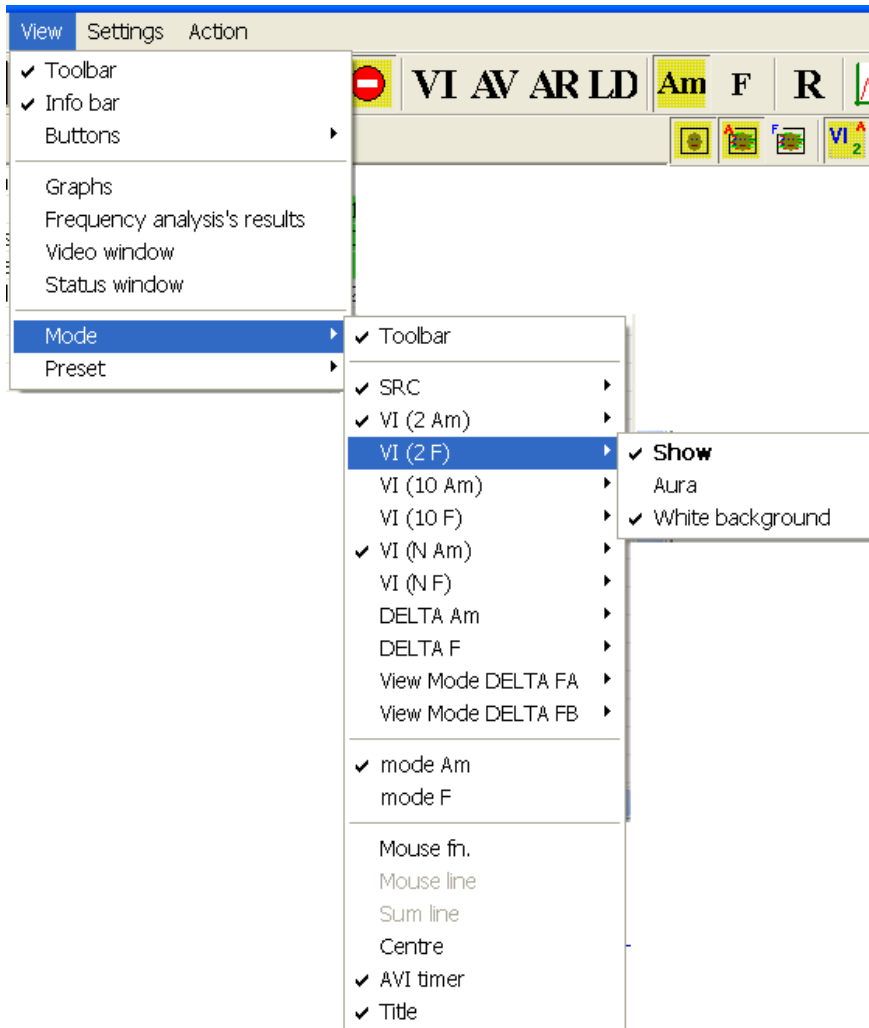 View Settings Action
VI AV AR LD Am F R
Toolbar
Info bar
Buttons
A F VI A 2
Graphs
Frequency analysis's results
Video window
Status window
Mode
Preset
Toolbar
SRC
VI (2 Am)
VI (2 F)
VI (10 Am)
VI (10 F)
VI (N Am)
VI (N F)
DELTA Am
DELTA F
View Mode DELTA FA
View Mode DELTA FB
mode Am
mode F
Mouse fn.
Mouse line
Sum line
Centre
AVI timer
Title
Show
Aura
White background